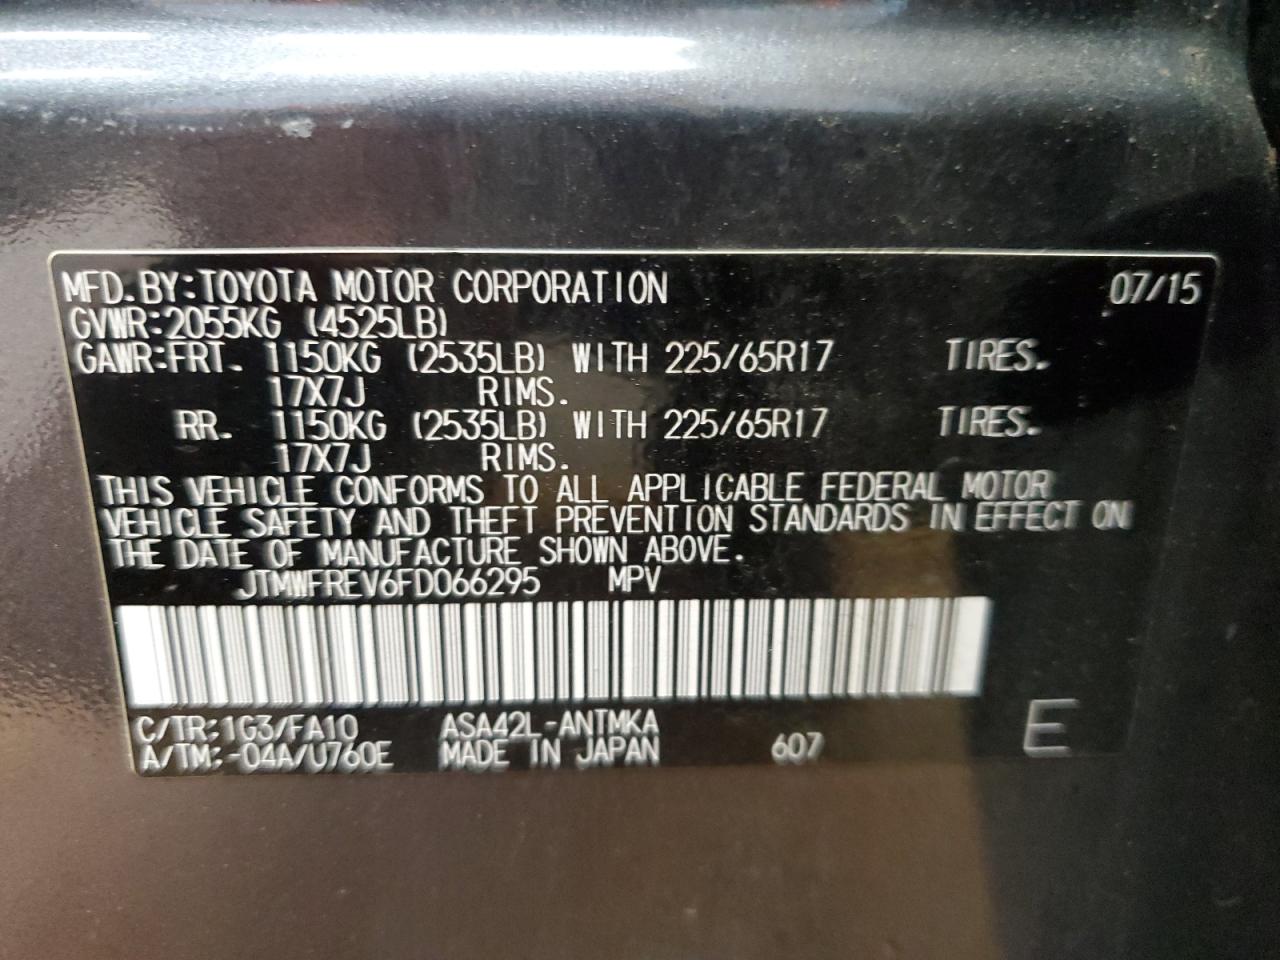 MFD. BY: TOYOTA MOTOR CORPORATION 07/15
GVWR: 2055KG (4525LB)
GAWR: FRT. 1150KG (2535LB) WITH 225/65R17 TIRES.
17X7J RIMS.
RR. 1150KG (2535LB) WITH 225/65R17 TIRES.
17X7J RIMS.
THIS VEHICLE CONFORMS TO ALL APPLICABLE FEDERAL MOTOR
VEHICLE SAFETY AND THEFT PREVENTION STANDARDS IN EFFECT ON
THE DATE OF MANUFACTURE SHOWN ABOVE.
JTMWFREV6FD066295 MPV
C/TR: 1G3/FA10 ASA42L-ANTMKA
A/TM: -04A/U760E MADE IN JAPAN 607 E